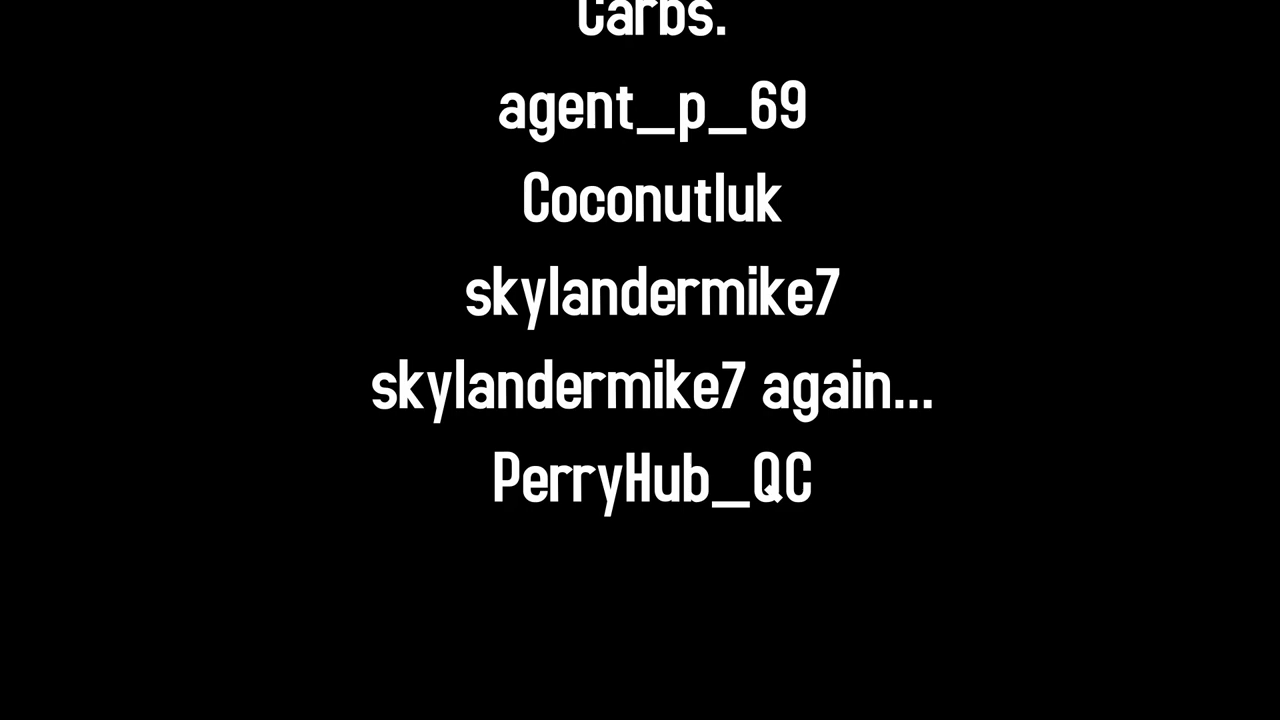 Carbs.
agent_p_69
Coconutluk
skylandermike7
skylandermike7 again...
PerryHub_QC